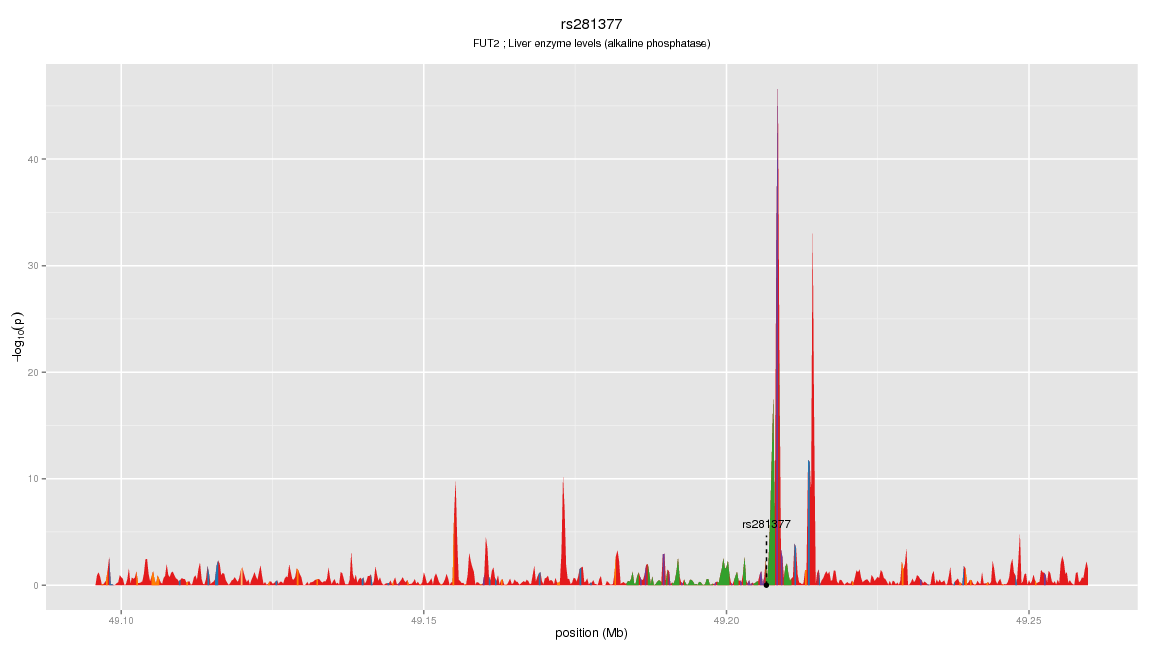 rs281377
FUT2 ; Liver enzyme levels (alkaline phosphatase)
−log10(p)
40
30
20
10
0
rs281377
49.10 49.15 49.20 49.25
position (Mb)